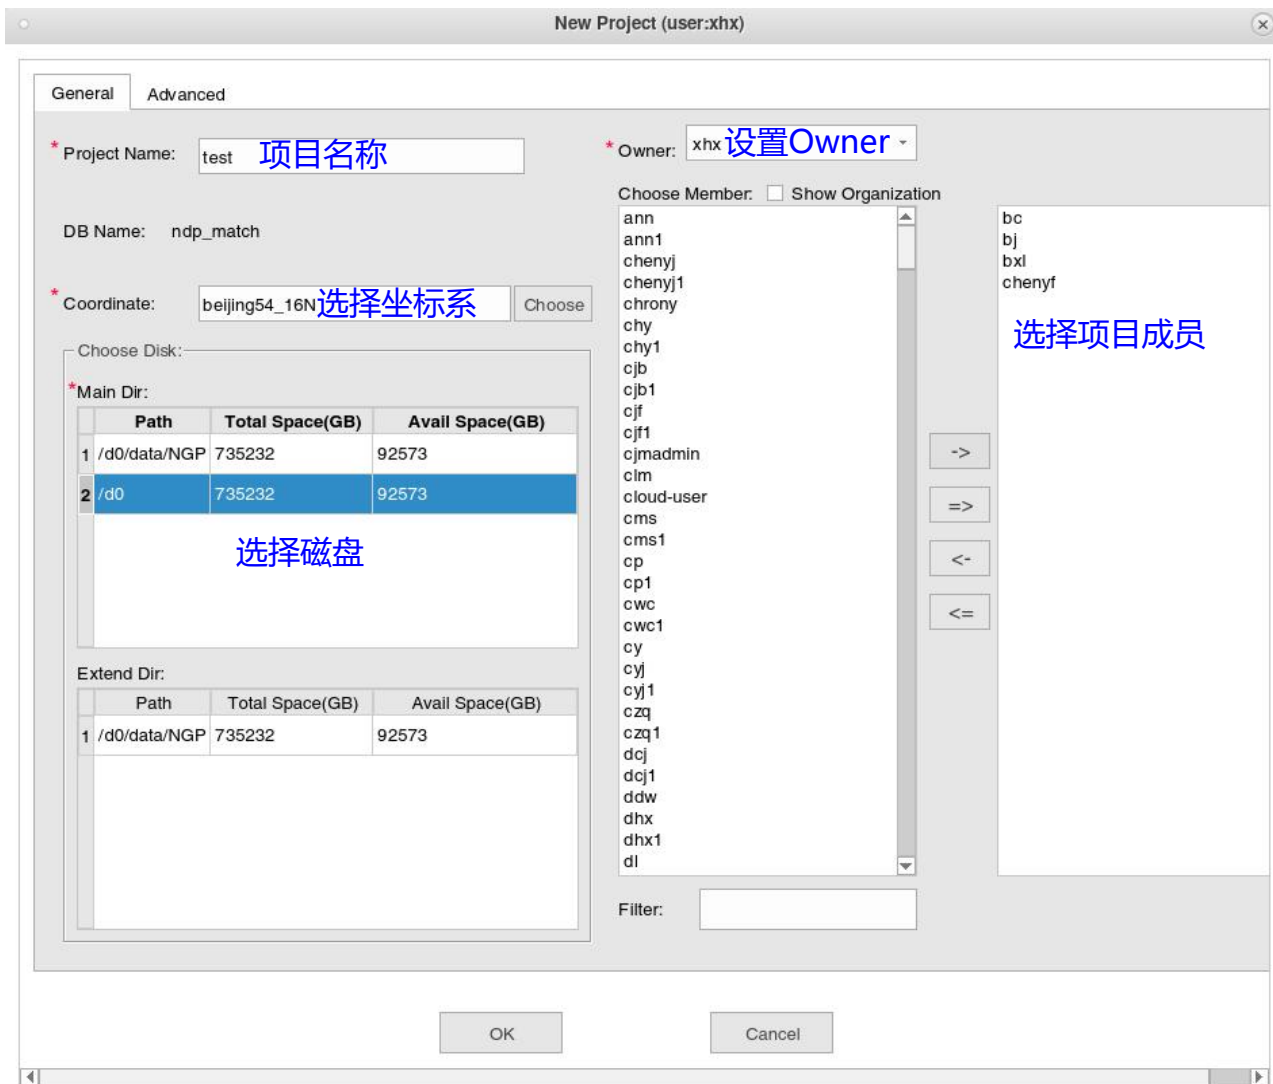 New Project (user:xhx)
General Advanced
* Project Name: test 项目名称
DB Name: ndp_match
* Coordinate: beijing54_16N 选择坐标系 Choose
Choose Disk:
*Main Dir:
Path Total Space(GB) Avail Space(GB)
1 /d0/data/NGP 735232 92573
2 /d0 735232 92573
选择磁盘
Extend Dir:
Path Total Space(GB) Avail Space(GB)
1 /d0/data/NGP 735232 92573
* Owner: xhx 设置Owner
Choose Member: Show Organization
ann
ann1
chenyj
chenyj1
chrony
chy
chy1
cjb
cjb1
cjf
cjf1
cjmadmin
clm
cloud-user
cms
cms1
cp
cp1
cwc
cwc1
cy
cyj
cyj1
czq
czq1
dcj
dcj1
ddw
dhx
dhx1
dl
Filter:
->
=>
<-
<=
bc
bj
bxl
chenyf
选择项目成员
OK Cancel